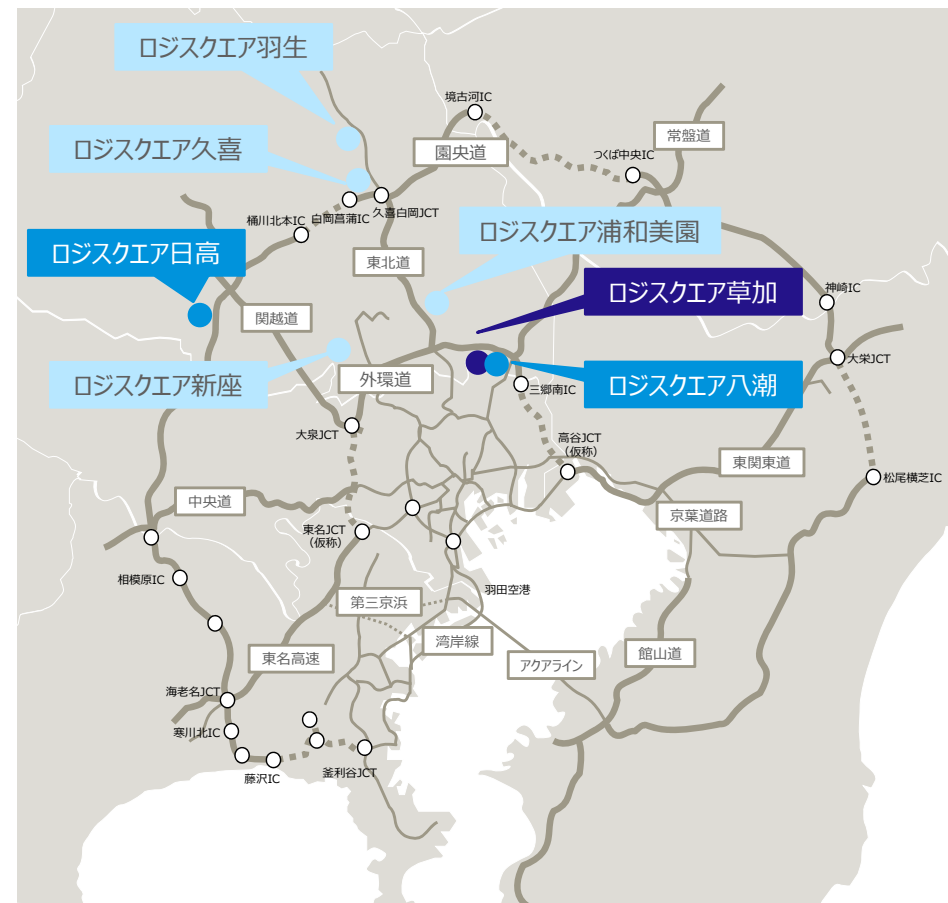 ロジスクエア羽生
境古河IC
常盤道
ロジスクエア久喜
園央道
つくば中央IC
白岡菖蒲IC
久喜白岡JCT
桶川北本IC
ロジスクエア浦和美園
ロジスクエア日高
東北道
ロジスクエア草加
神崎IC
関越道
大栄JCT
ロジスクエア新座
外環道
三郷南IC
ロジスクエア八潮
大泉JCT
高谷JCT
(仮称)
東関東道
松尾横芝IC
中央道
京葉道路
東名JCT
(仮称)
相模原IC
羽田空港
第三京浜
湾岸線
東名高速
アクアライン
館山道
海老名JCT
寒川北IC
藤沢IC
釜利谷JCT